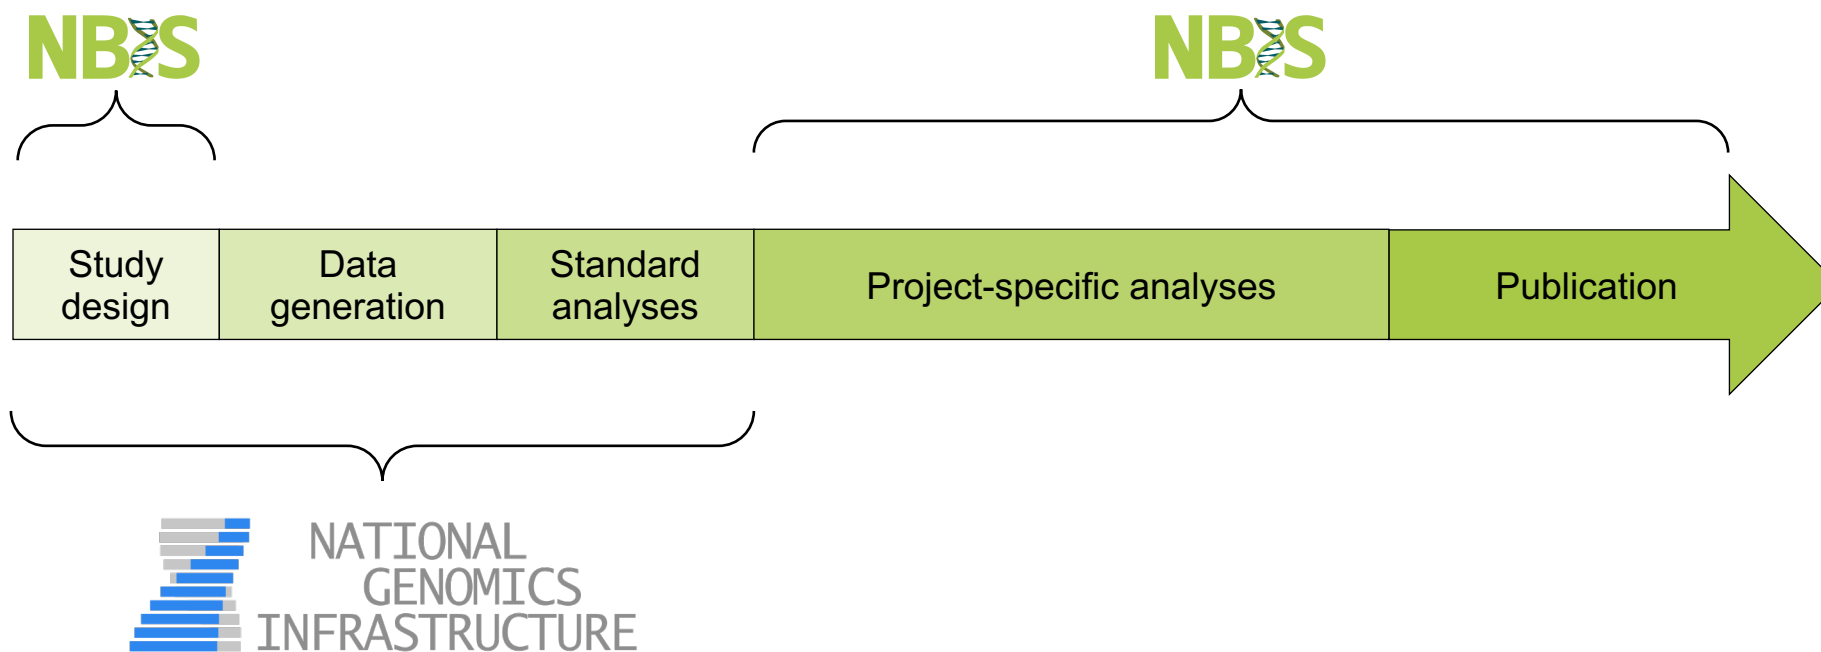 NBIS
NBIS
Study
design
Data
generation
Standard
analyses
Project-specific analyses
Publication
NATIONAL
GENOMICS
INFRASTRUCTURE